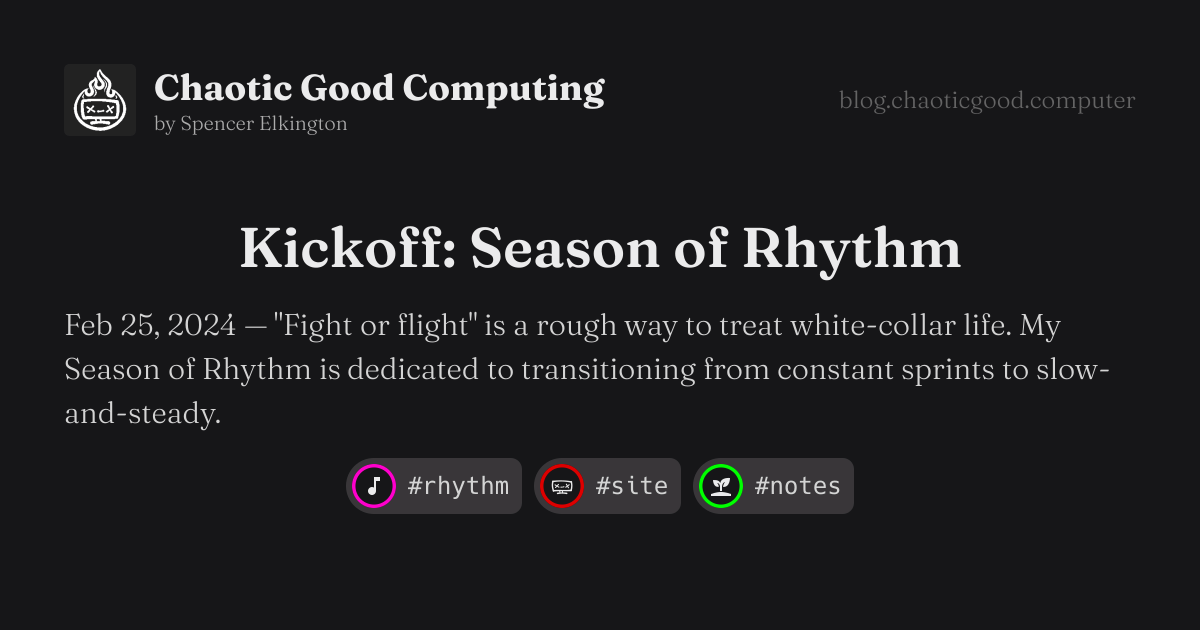 Chaotic Good Computing
by Spencer Elkington
blog.chaoticgood.computer
Kickoff: Season of Rhythm
Feb 25, 2024 — "Fight or flight" is a rough way to treat white-collar life. My
Season of Rhythm is dedicated to transitioning from constant sprints to slow-
and-steady.
#rhythm
#site
#notes